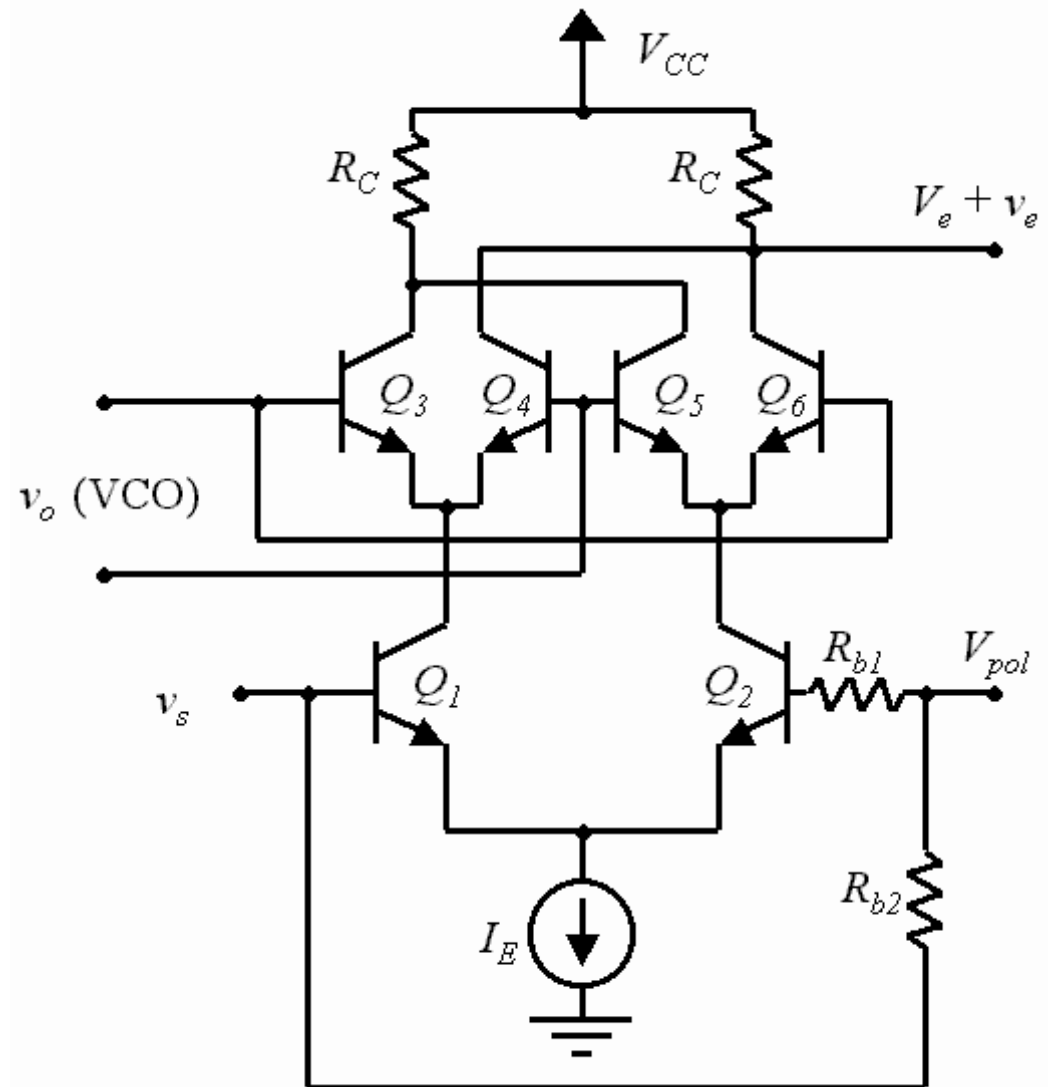 V_CC
R_C R_C
V_e + v_e
Q_3 Q_4 Q_5 Q_6
v_o (VCO)
R_b1 V_pol
v_s Q_1 Q_2
R_b2
I_E